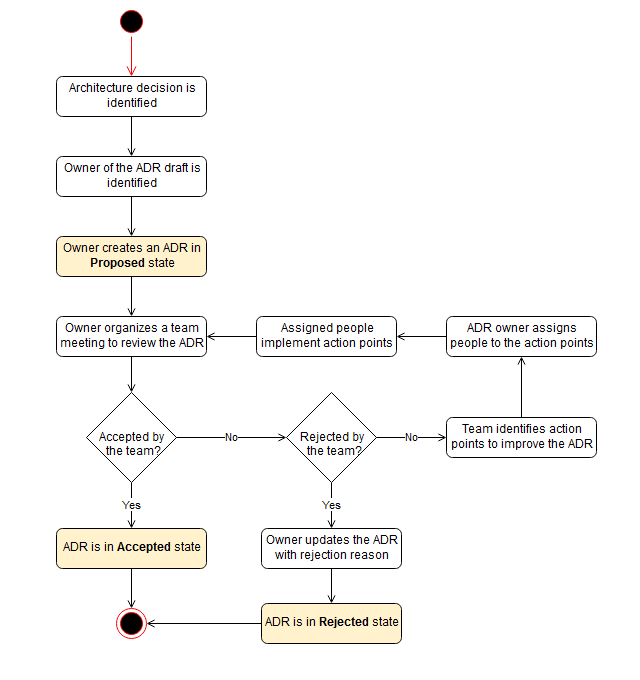 Architecture decision is
identified
Owner of the ADR draft is
identified
Owner creates an ADR in
Proposed state
Owner organizes a team
meeting to review the ADR
Assigned people
implement action points
ADR owner assigns
people to the action points
Accepted by
the team?
No
Rejected by
the team?
No
Team identifies action
points to improve the ADR
Yes
Yes
ADR is in Accepted state
Owner updates the ADR
with rejection reason
ADR is in Rejected state